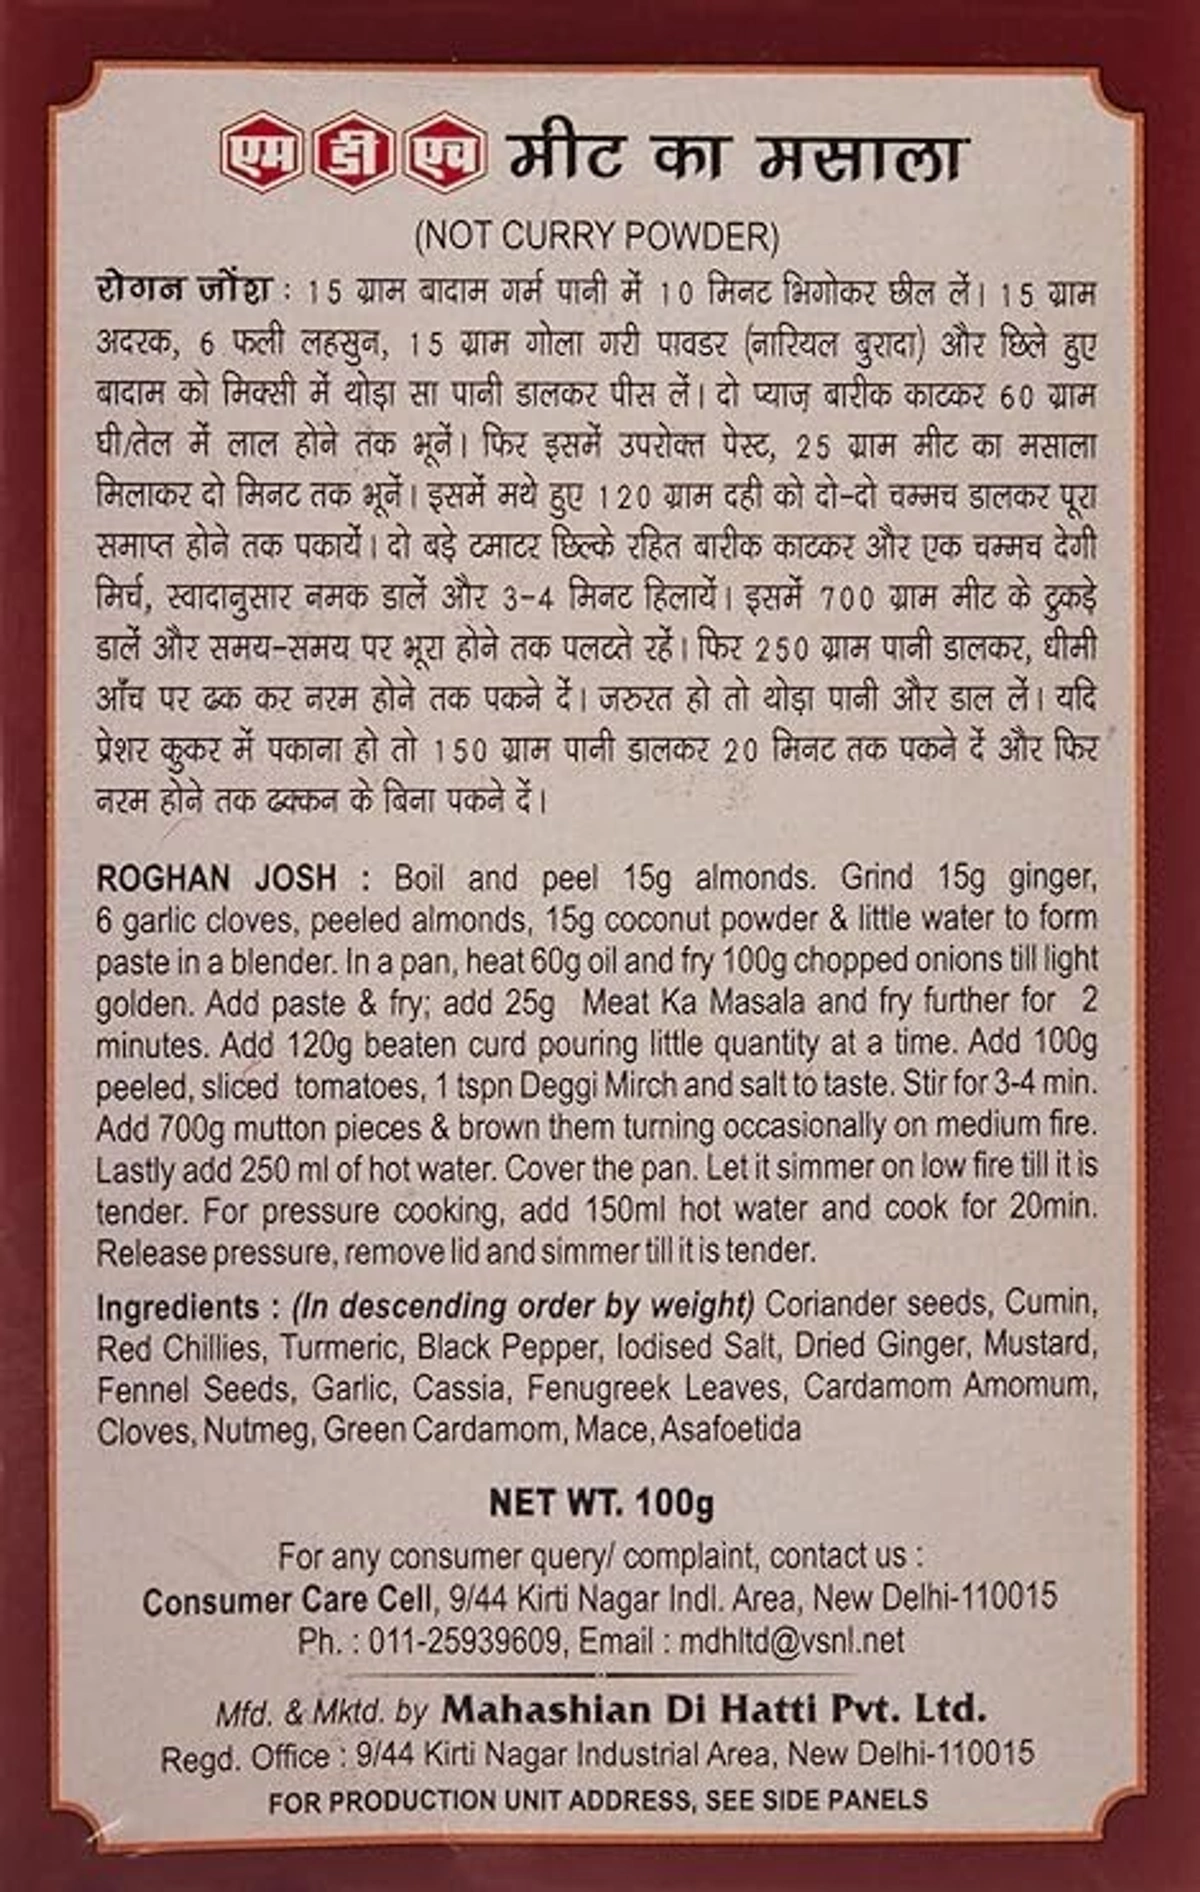 एम डी एच मीट का मसाला
(NOT CURRY POWDER)
रोगन जोंश : 15 ग्राम बादाम गर्म पानी में 10 मिनट भिगोकर छील लें। 15 ग्राम
अदरक, 6 फली लहसुन, 15 ग्राम गोला गरी पावडर (नारियल बुरादा) और छिले हुए
बादाम को मिक्सी में थोड़ा सा पानी डालकर पीस लें। दो प्याज़ बारीक काटकर 60 ग्राम
घी/तेल में लाल होने तक भूनें। फिर इसमें उपरोक्त पेस्ट, 25 ग्राम मीट का मसाला
मिलाकर दो मिनट तक भूनें। इसमें मथे हुए 120 ग्राम दही को दो-दो चम्मच डालकर पूरा
समाप्त होने तक पकायें। दो बड़े टमाटर छिल्के रहित बारीक काटकर और एक चम्मच देगी
मिर्च, स्वादानुसार नमक डालें और 3-4 मिनट हिलायें। इसमें 700 ग्राम मीट के टुकड़े
डालें और समय-समय पर भूरा होने तक पलटते रहें। फिर 250 ग्राम पानी डालकर, धीमी
आँच पर ढक कर नरम होने तक पकने दें। जरुरत हो तो थोड़ा पानी और डाल लें। यदि
प्रेशर कुकर में पकाना हो तो 150 ग्राम पानी डालकर 20 मिनट तक पकने दें और फिर
नरम होने तक ढक्कन के बिना पकने दें।
ROGHAN JOSH : Boil and peel 15g almonds. Grind 15g ginger,
6 garlic cloves, peeled almonds, 15g coconut powder & little water to form
paste in a blender. In a pan, heat 60g oil and fry 100g chopped onions till light
golden. Add paste & fry; add 25g Meat Ka Masala and fry further for 2
minutes. Add 120g beaten curd pouring little quantity at a time. Add 100g
peeled, sliced tomatoes, 1 tspn Deggi Mirch and salt to taste. Stir for 3-4 min.
Add 700g mutton pieces & brown them turning occasionally on medium fire.
Lastly add 250 ml of hot water. Cover the pan. Let it simmer on low fire till it is
tender. For pressure cooking, add 150ml hot water and cook for 20min.
Release pressure, remove lid and simmer till it is tender.
Ingredients : (In descending order by weight) Coriander seeds, Cumin,
Red Chillies, Turmeric, Black Pepper, Iodised Salt, Dried Ginger, Mustard,
Fennel Seeds, Garlic, Cassia, Fenugreek Leaves, Cardamom Amomum,
Cloves, Nutmeg, Green Cardamom, Mace, Asafoetida
NET WT. 100g
For any consumer query/ complaint, contact us :
Consumer Care Cell, 9/44 Kirti Nagar Indl. Area, New Delhi-110015
Ph. : 011-25939609, Email : mdhltd@vsnl.net
Mfd. & Mktd. by Mahashian Di Hatti Pvt. Ltd.
Regd. Office : 9/44 Kirti Nagar Industrial Area, New Delhi-110015
FOR PRODUCTION UNIT ADDRESS, SEE SIDE PANELS